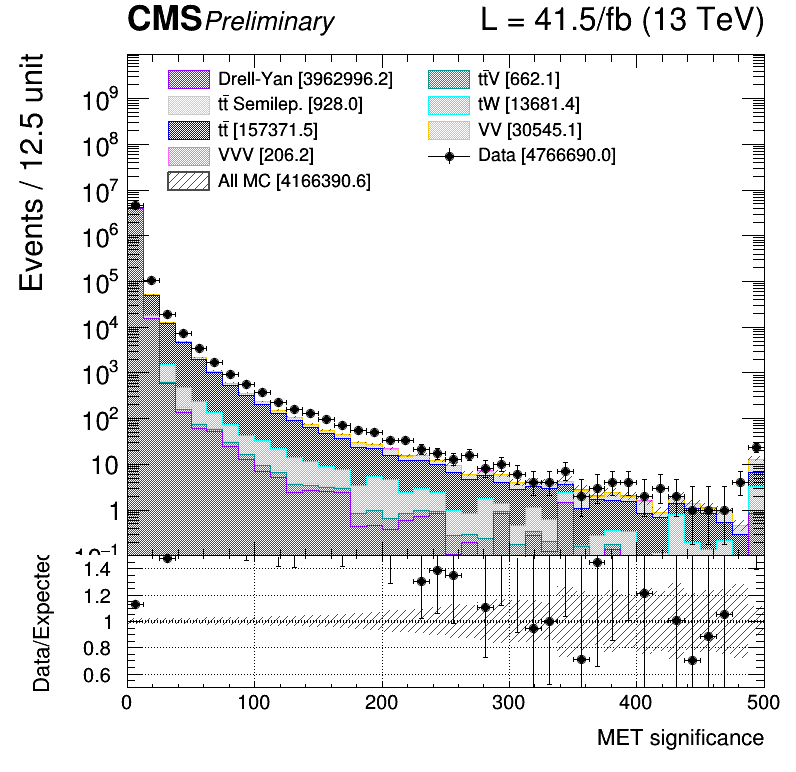 CMS Preliminary L = 41.5/fb (13 TeV)
Events / 12.5 unit
Drell-Yan [3962996.2]
tt̄ Semilep. [928.0]
tt̄ [157371.5]
VVV [206.2]
All MC [4166390.6]
tt̄V [662.1]
tW [13681.4]
VV [30545.1]
Data [4766690.0]
10⁹
10⁸
10⁷
10⁶
10⁵
10⁴
10³
10²
10
1
10⁻¹
Data/Expected
1.4
1.2
1
0.8
0.6
0 100 200 300 400 500
MET significance